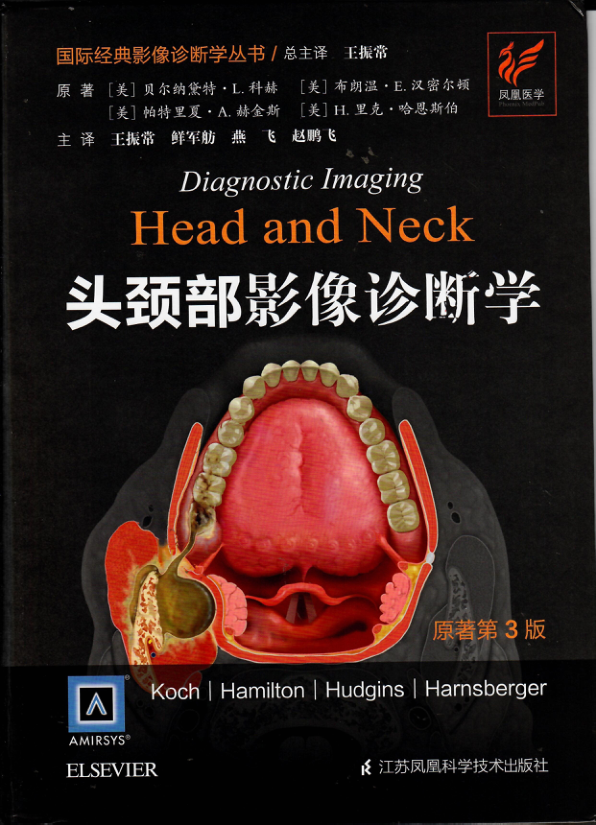 国际经典影像诊断学丛书 / 总主译 王振常
原 著 [美] 贝尔纳黛特·L. 科赫 [美] 布朗温·E. 汉密尔顿
[美] 帕特里夏·A. 赫金斯 [美] H. 里克·哈恩斯伯
主 译 王振常 鲜军舫 燕 飞 赵鹏飞
凤凰医学
Diagnostic Imaging
Head and Neck
头颈部影像诊断学
原著第 3 版
Koch | Hamilton | Hudgins | Harnsberger
AMIRSYS®
ELSEVIER
江苏凤凰科学技术出版社